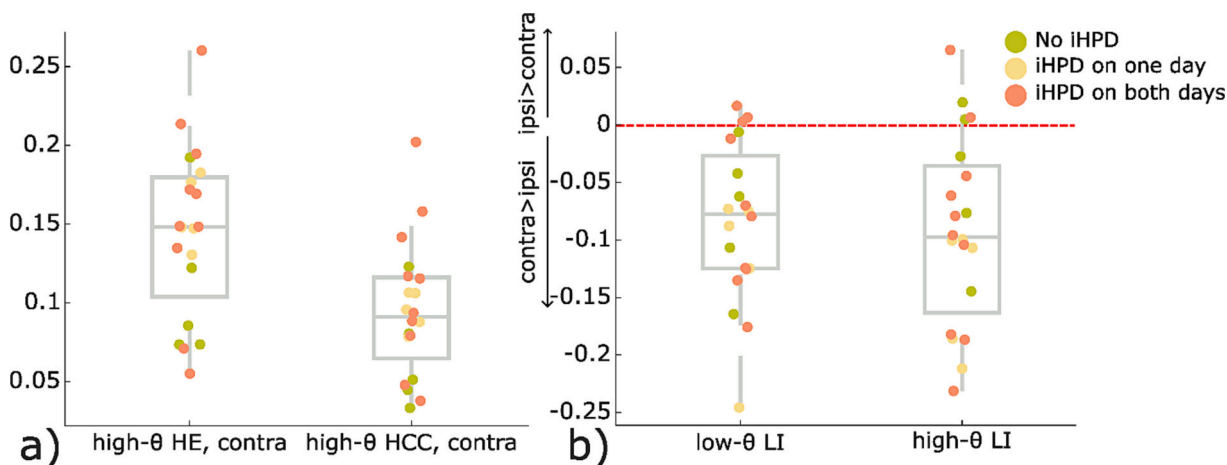 0.25
0.2
0.15
0.1
0.05
high-θ HE, contra
high-θ HCC, contra
a)
ipsi>contra
contra>ipsi
0.05
0
-0.05
-0.1
-0.15
-0.2
-0.25
low-θ LI
high-θ LI
b)
No iHPD
iHPD on one day
iHPD on both days